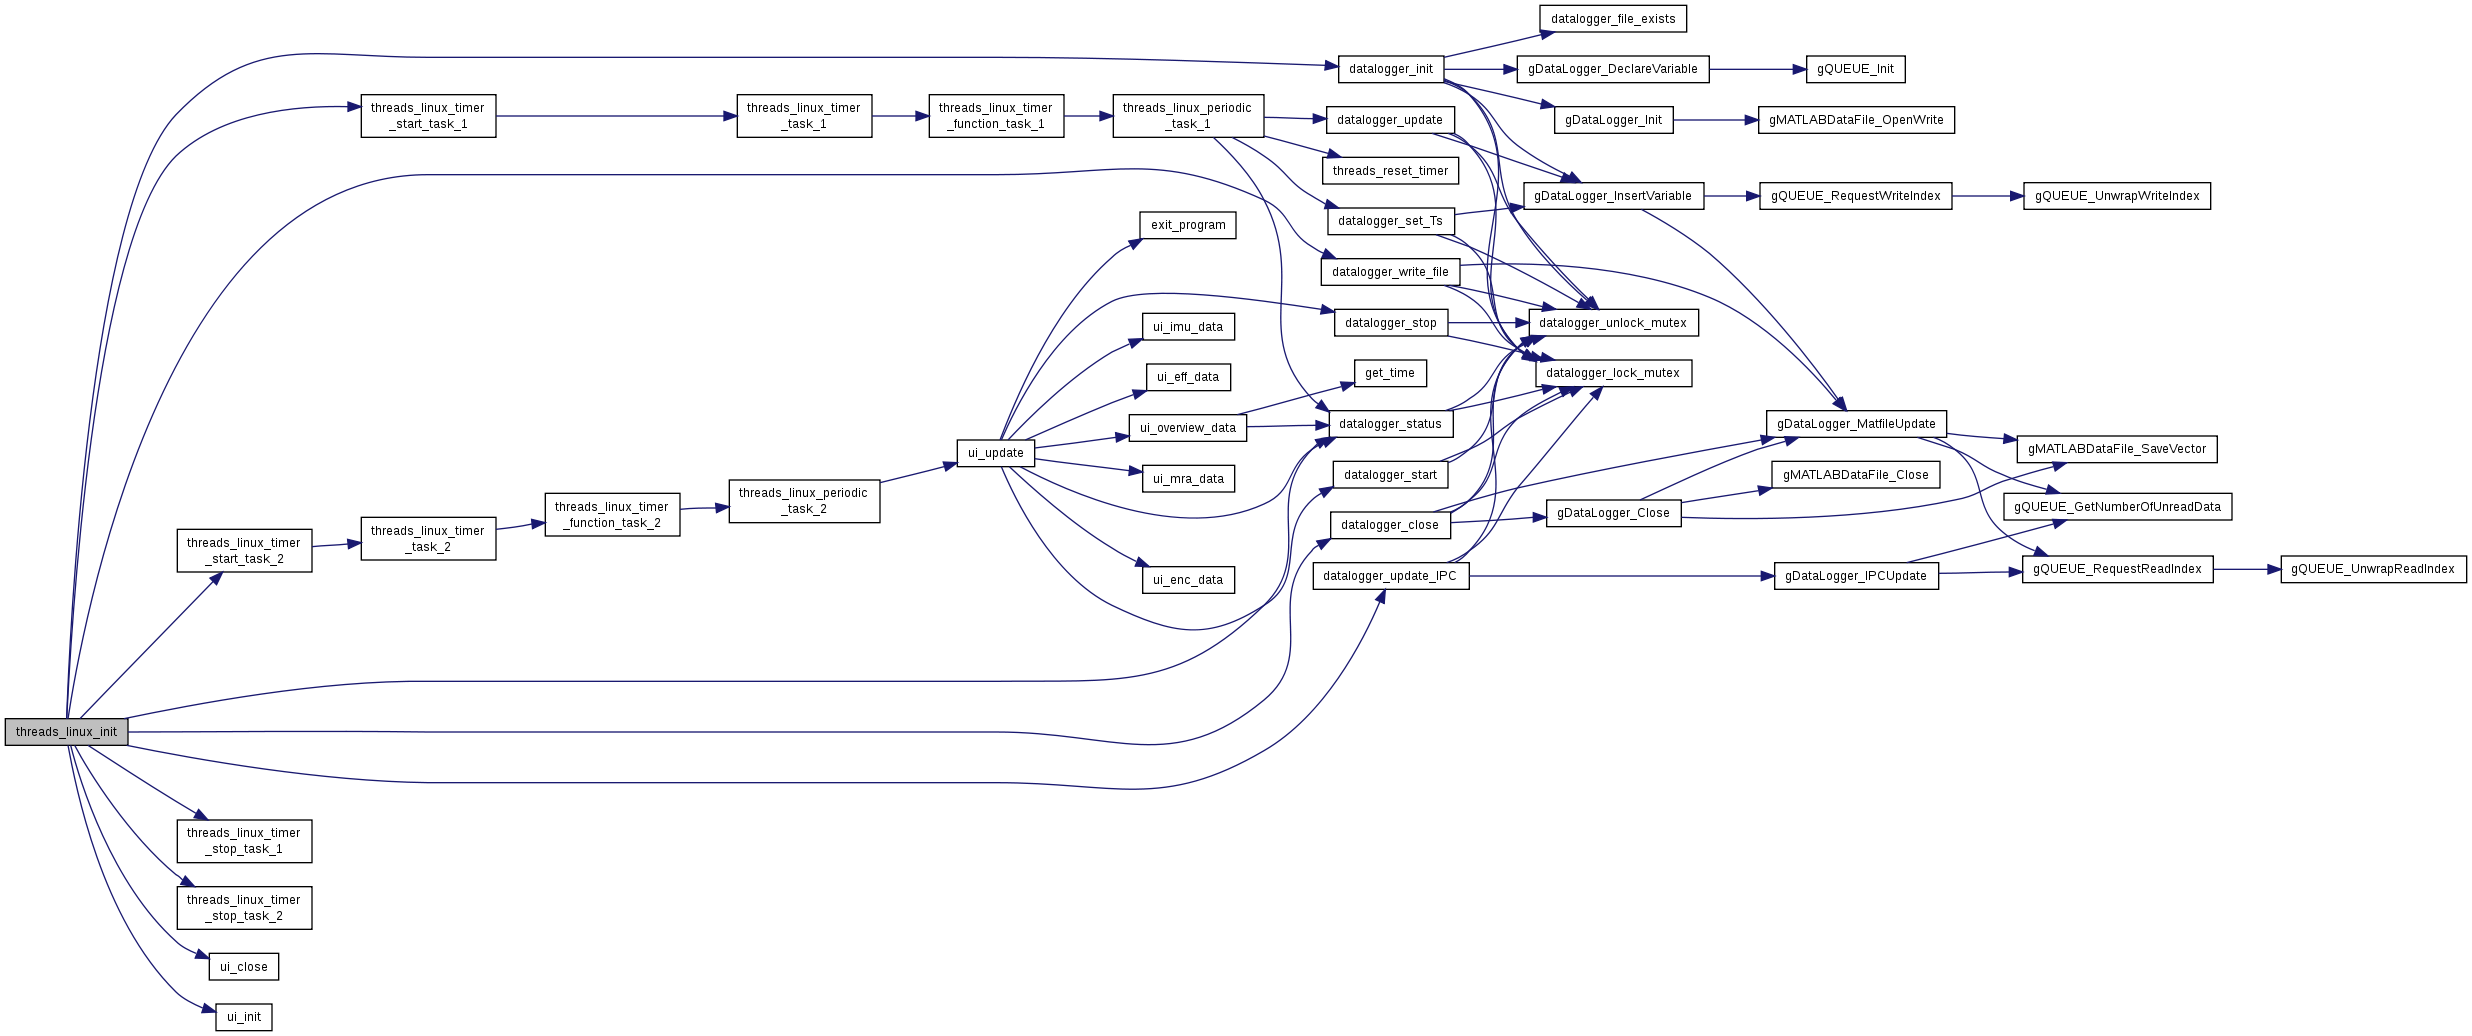 datalogger_file_exists
datalogger_init
gDataLogger_DeclareVariable
gQUEUE_Init
threads_linux_timer
_start_task_1
threads_linux_timer
_task_1
threads_linux_timer
_function_task_1
threads_linux_periodic
_task_1
datalogger_update
gDataLogger_Init
gMATLABDataFile_OpenWrite
threads_reset_timer
gDataLogger_InsertVariable
gQUEUE_RequestWriteIndex
gQUEUE_UnwrapWriteIndex
exit_program
datalogger_set_Ts
datalogger_write_file
ui_imu_data
datalogger_stop
datalogger_unlock_mutex
ui_eff_data
get_time
datalogger_lock_mutex
ui_overview_data
datalogger_status
gDataLogger_MatfileUpdate
ui_update
gMATLABDataFile_SaveVector
ui_mra_data
datalogger_start
gMATLABDataFile_Close
threads_linux_periodic
_task_2
gQUEUE_GetNumberOfUnreadData
threads_linux_timer
_function_task_2
datalogger_close
gDataLogger_Close
threads_linux_timer
_task_2
threads_linux_timer
_start_task_2
ui_enc_data
datalogger_update_IPC
gDataLogger_IPCUpdate
gQUEUE_RequestReadIndex
gQUEUE_UnwrapReadIndex
threads_linux_init
threads_linux_timer
_stop_task_1
threads_linux_timer
_stop_task_2
ui_close
ui_init